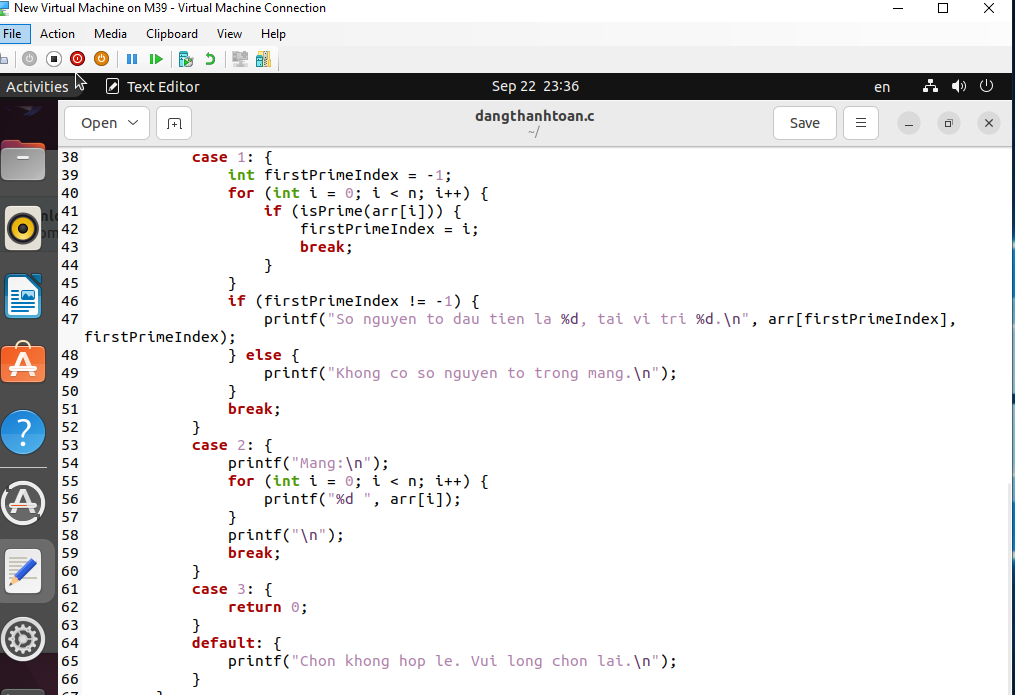 New Virtual Machine on M39 - Virtual Machine Connection
File Action Media Clipboard View Help
Activities Text Editor Sep 22 23:36 en
Open dangthanhtoan.c Save
~/
38 case 1: {
39 int firstPrimeIndex = -1;
40 for (int i = 0; i < n; i++) {
41 if (isPrime(arr[i])) {
42 firstPrimeIndex = i;
43 break;
44 }
45 }
46 if (firstPrimeIndex != -1) {
47 printf("So nguyen to dau tien la %d, tai vi tri %d.\n", arr[firstPrimeIndex],
firstPrimeIndex);
48 } else {
49 printf("Khong co so nguyen to trong mang.\n");
50 }
51 break;
52 }
53 case 2: {
54 printf("Mang:\n");
55 for (int i = 0; i < n; i++) {
56 printf("%d ", arr[i]);
57 }
58 printf("\n");
59 break;
60 }
61 case 3: {
62 return 0;
63 }
64 default: {
65 printf("Chon khong hop le. Vui long chon lai.\n");
66 }